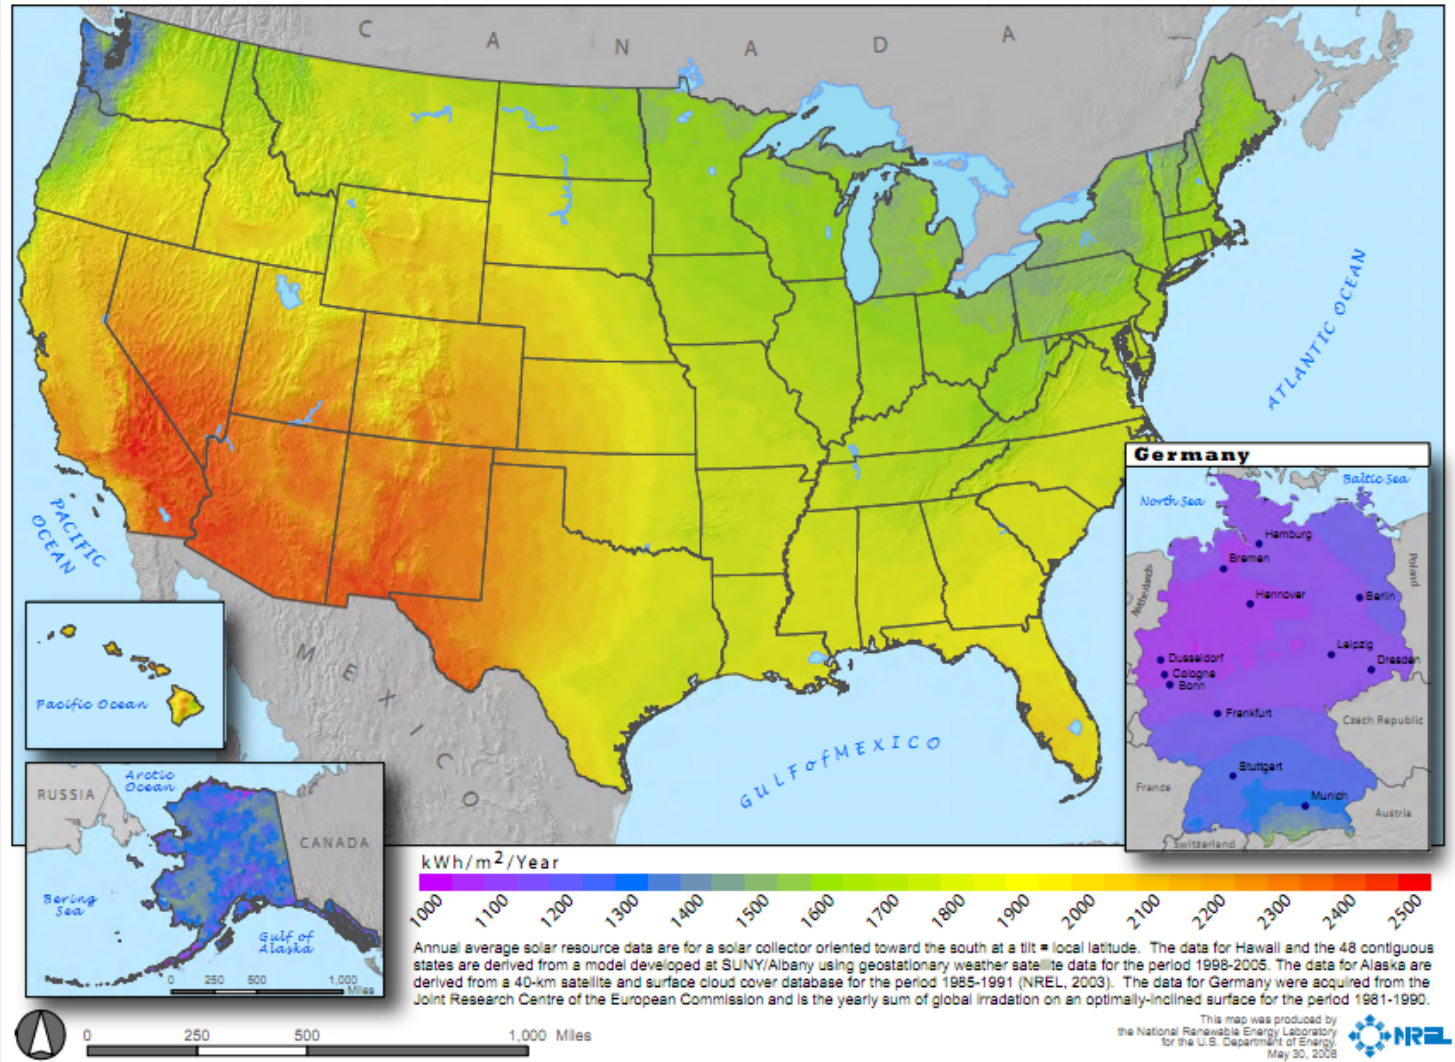 C A N A D A
ATLANTIC OCEAN
PACIFIC
OCEAN
MEXICO
GULF of MEXICO
Pacific Ocean
Arctic
Ocean
RUSSIA
CANADA
Bering
Sea
Gulf of
Alaska
0 250 500 1,000
Miles
Germany
North Sea
Baltic Sea
Netherlands
Poland
Hamburg
Bremen
Hannover
Berlin
Leipzig
Dusseldorf
Dresden
Cologne
Bonn
Frankfurt
Czech Republic
Stuttgart
France
Munich
Austria
Switzerland
kWh/m²/Year
1000 1100 1200 1300 1400 1500 1600 1700 1800 1900 2000 2100 2200 2300 2400 2500
Annual average solar resource data are for a solar collector oriented toward the south at a tilt = local latitude. The data for Hawaii and the 48 contiguous
states are derived from a model developed at SUNY/Albany using geostationary weather satellite data for the period 1998-2005. The data for Alaska are
derived from a 40-km satellite and surface cloud cover database for the period 1985-1991 (NREL, 2003). The data for Germany were acquired from the
Joint Research Centre of the European Commission and is the yearly sum of global irradation on an optimally-inclined surface for the period 1981-1990.
0 250 500 1,000 Miles
This map was produced by
the National Renewable Energy Laboratory
for the U.S. Department of Energy.
May 30, 2008
NREL